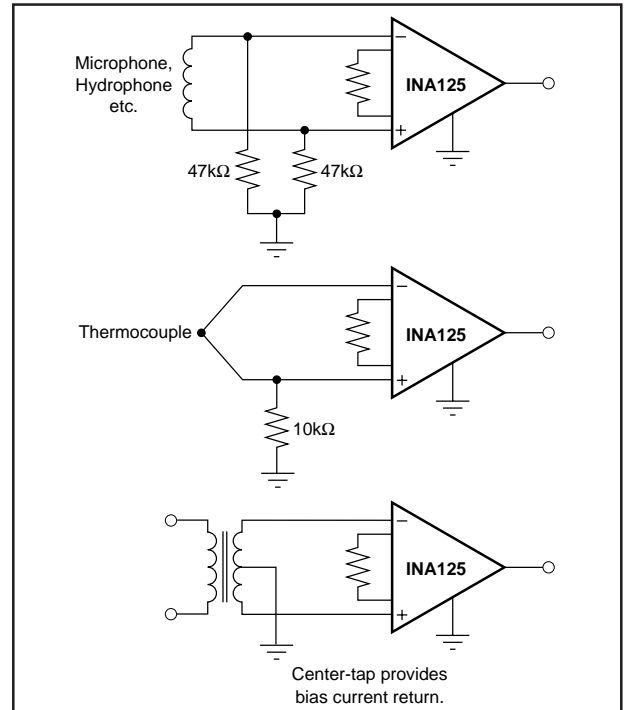 Microphone,
Hydrophone
etc.
−
INA125
+
47kΩ
47kΩ
−
Thermocouple
INA125
+
10kΩ
−
INA125
+
Center-tap provides
bias current return.